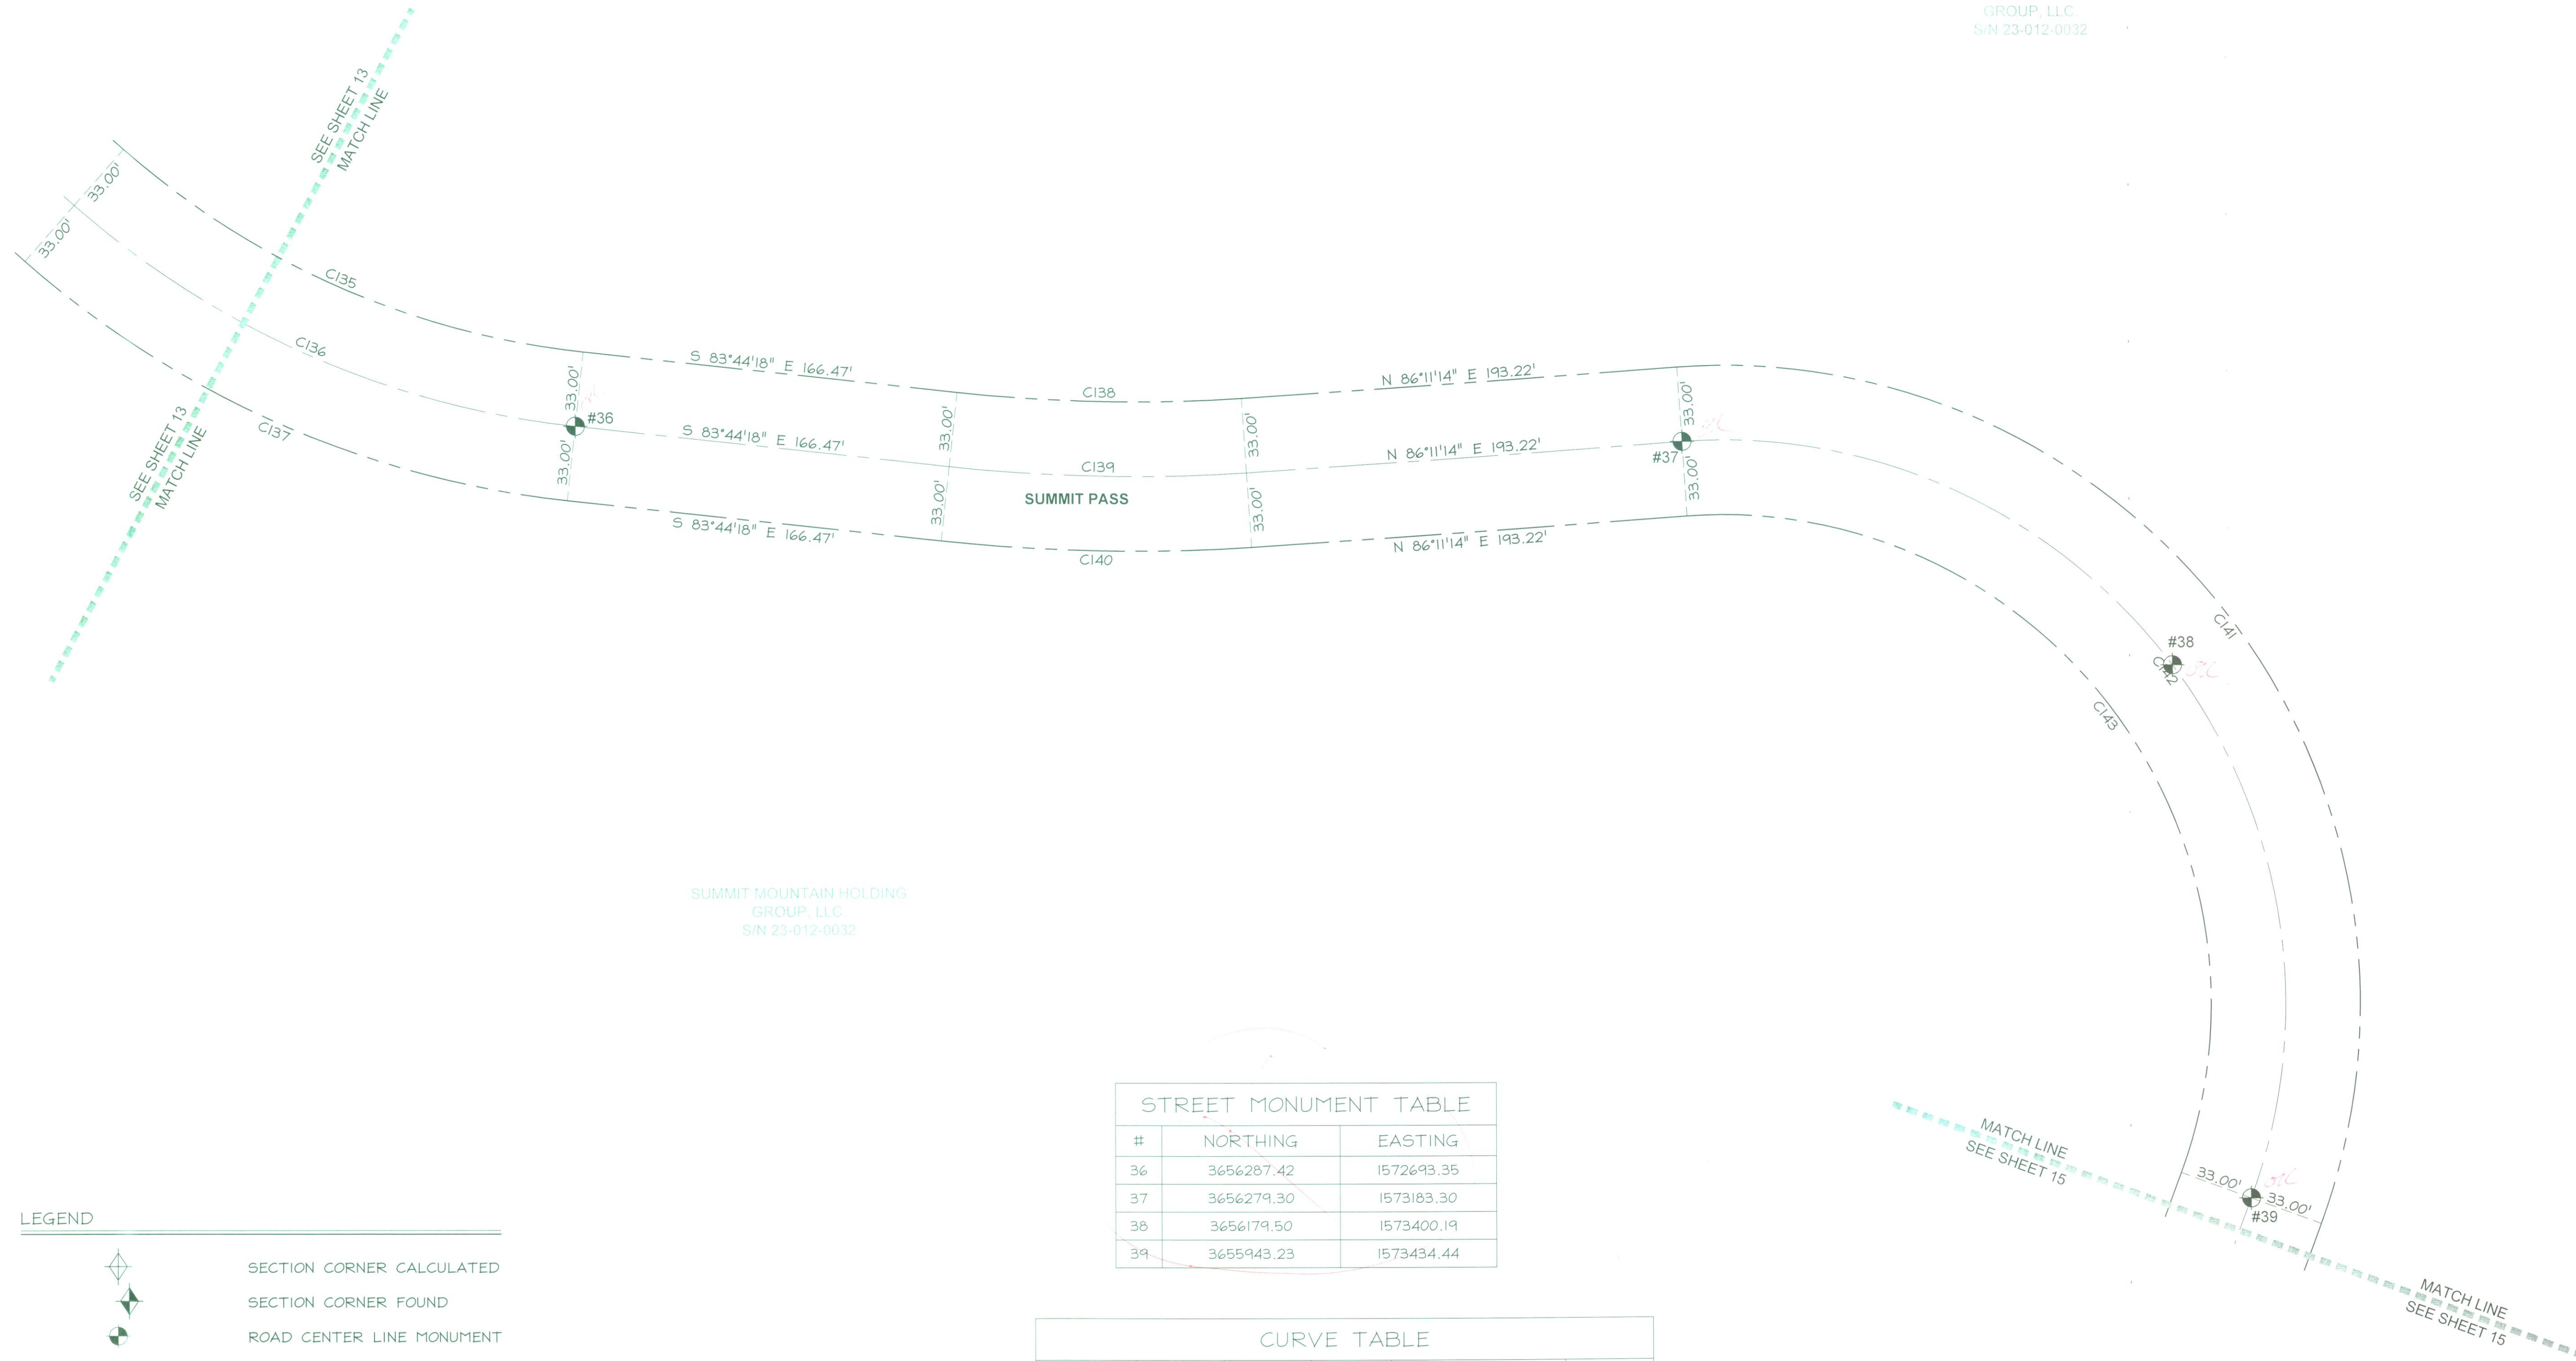 GROUP, LLC.
S/N 23-012-0032
SEE SHEET 13
MATCH LINE
33.00'
33.00'
C135
C136
C137
SEE SHEET 13
MATCH LINE
33.00'
#36
33.00'
S 83°44'18" E 166.47'
S 83°44'18" E 166.47'
S 83°44'18" E 166.47'
33.00'
33.00'
C138
C139
SUMMIT PASS
C140
33.00'
33.00'
N 86°11'14" E 193.22'
N 86°11'14" E 193.22'
N 86°11'14" E 193.22'
33.00'
#37
33.00'
C141
#38
C142
C143
SUMMIT MOUNTAIN HOLDING
GROUP, LLC.
S/N 23-012-0032
MATCH LINE
SEE SHEET 15
33.00'
33.00'
#39
MATCH LINE
SEE SHEET 15
STREET MONUMENT TABLE
# NORTHING EASTING
36 3656287.42 1572693.35
37 3656279.30 1573183.30
38 3656179.50 1573400.19
39 3655943.23 1573434.44
LEGEND
SECTION CORNER CALCULATED
SECTION CORNER FOUND
ROAD CENTER LINE MONUMENT
CURVE TABLE